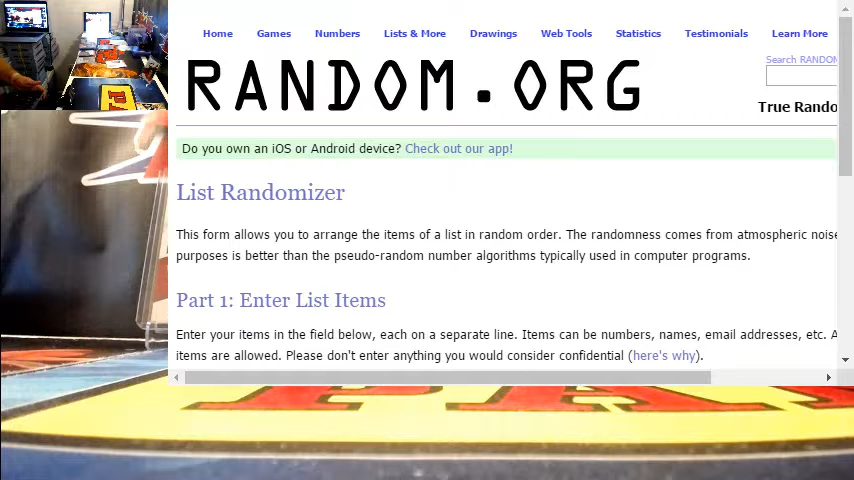 Home Games Numbers Lists & More Drawings Web Tools Statistics Testimonials Learn More
RANDOM.ORG
Search RANDOM
True Rando
Do you own an iOS or Android device? Check out our app!
List Randomizer
This form allows you to arrange the items of a list in random order. The randomness comes from atmospheric noise
purposes is better than the pseudo-random number algorithms typically used in computer programs.
Part 1: Enter List Items
Enter your items in the field below, each on a separate line. Items can be numbers, names, email addresses, etc. A
items are allowed. Please don't enter anything you would consider confidential (here's why).